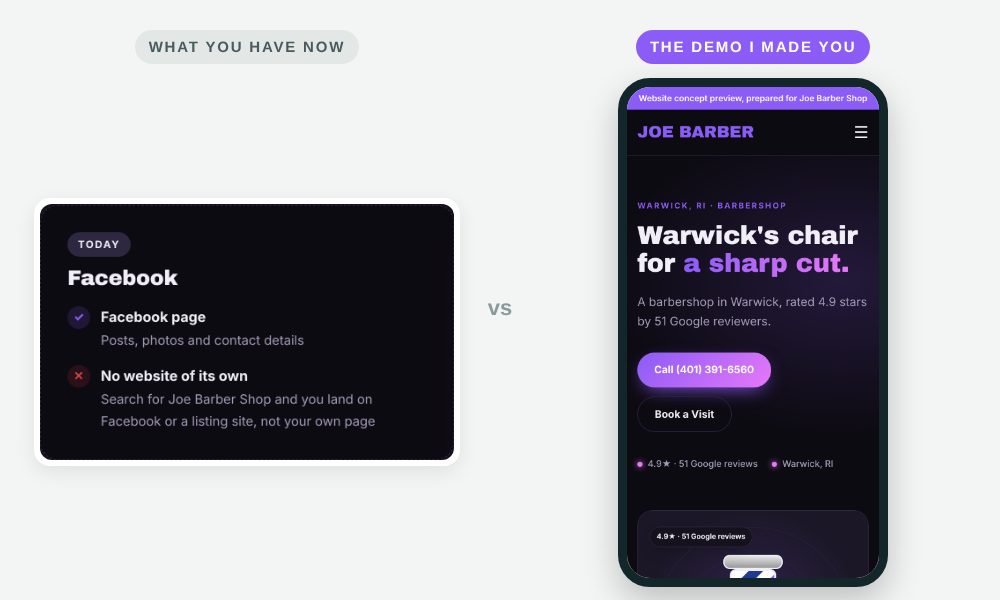 WHAT YOU HAVE NOW
THE DEMO I MADE YOU
TODAY
Facebook
Facebook page
Posts, photos and contact details
No website of its own
Search for Joe Barber Shop and you land on
Facebook or a listing site, not your own page
vs
Website concept preview, prepared for Joe Barber Shop
JOE BARBER
WARWICK, RI · BARBERSHOP
Warwick's chair
for a sharp cut.
A barbershop in Warwick, rated 4.9 stars
by 51 Google reviewers.
Call (401) 391-6560
Book a Visit
4.9★ · 51 Google reviews
Warwick, RI
4.9★ · 51 Google reviews